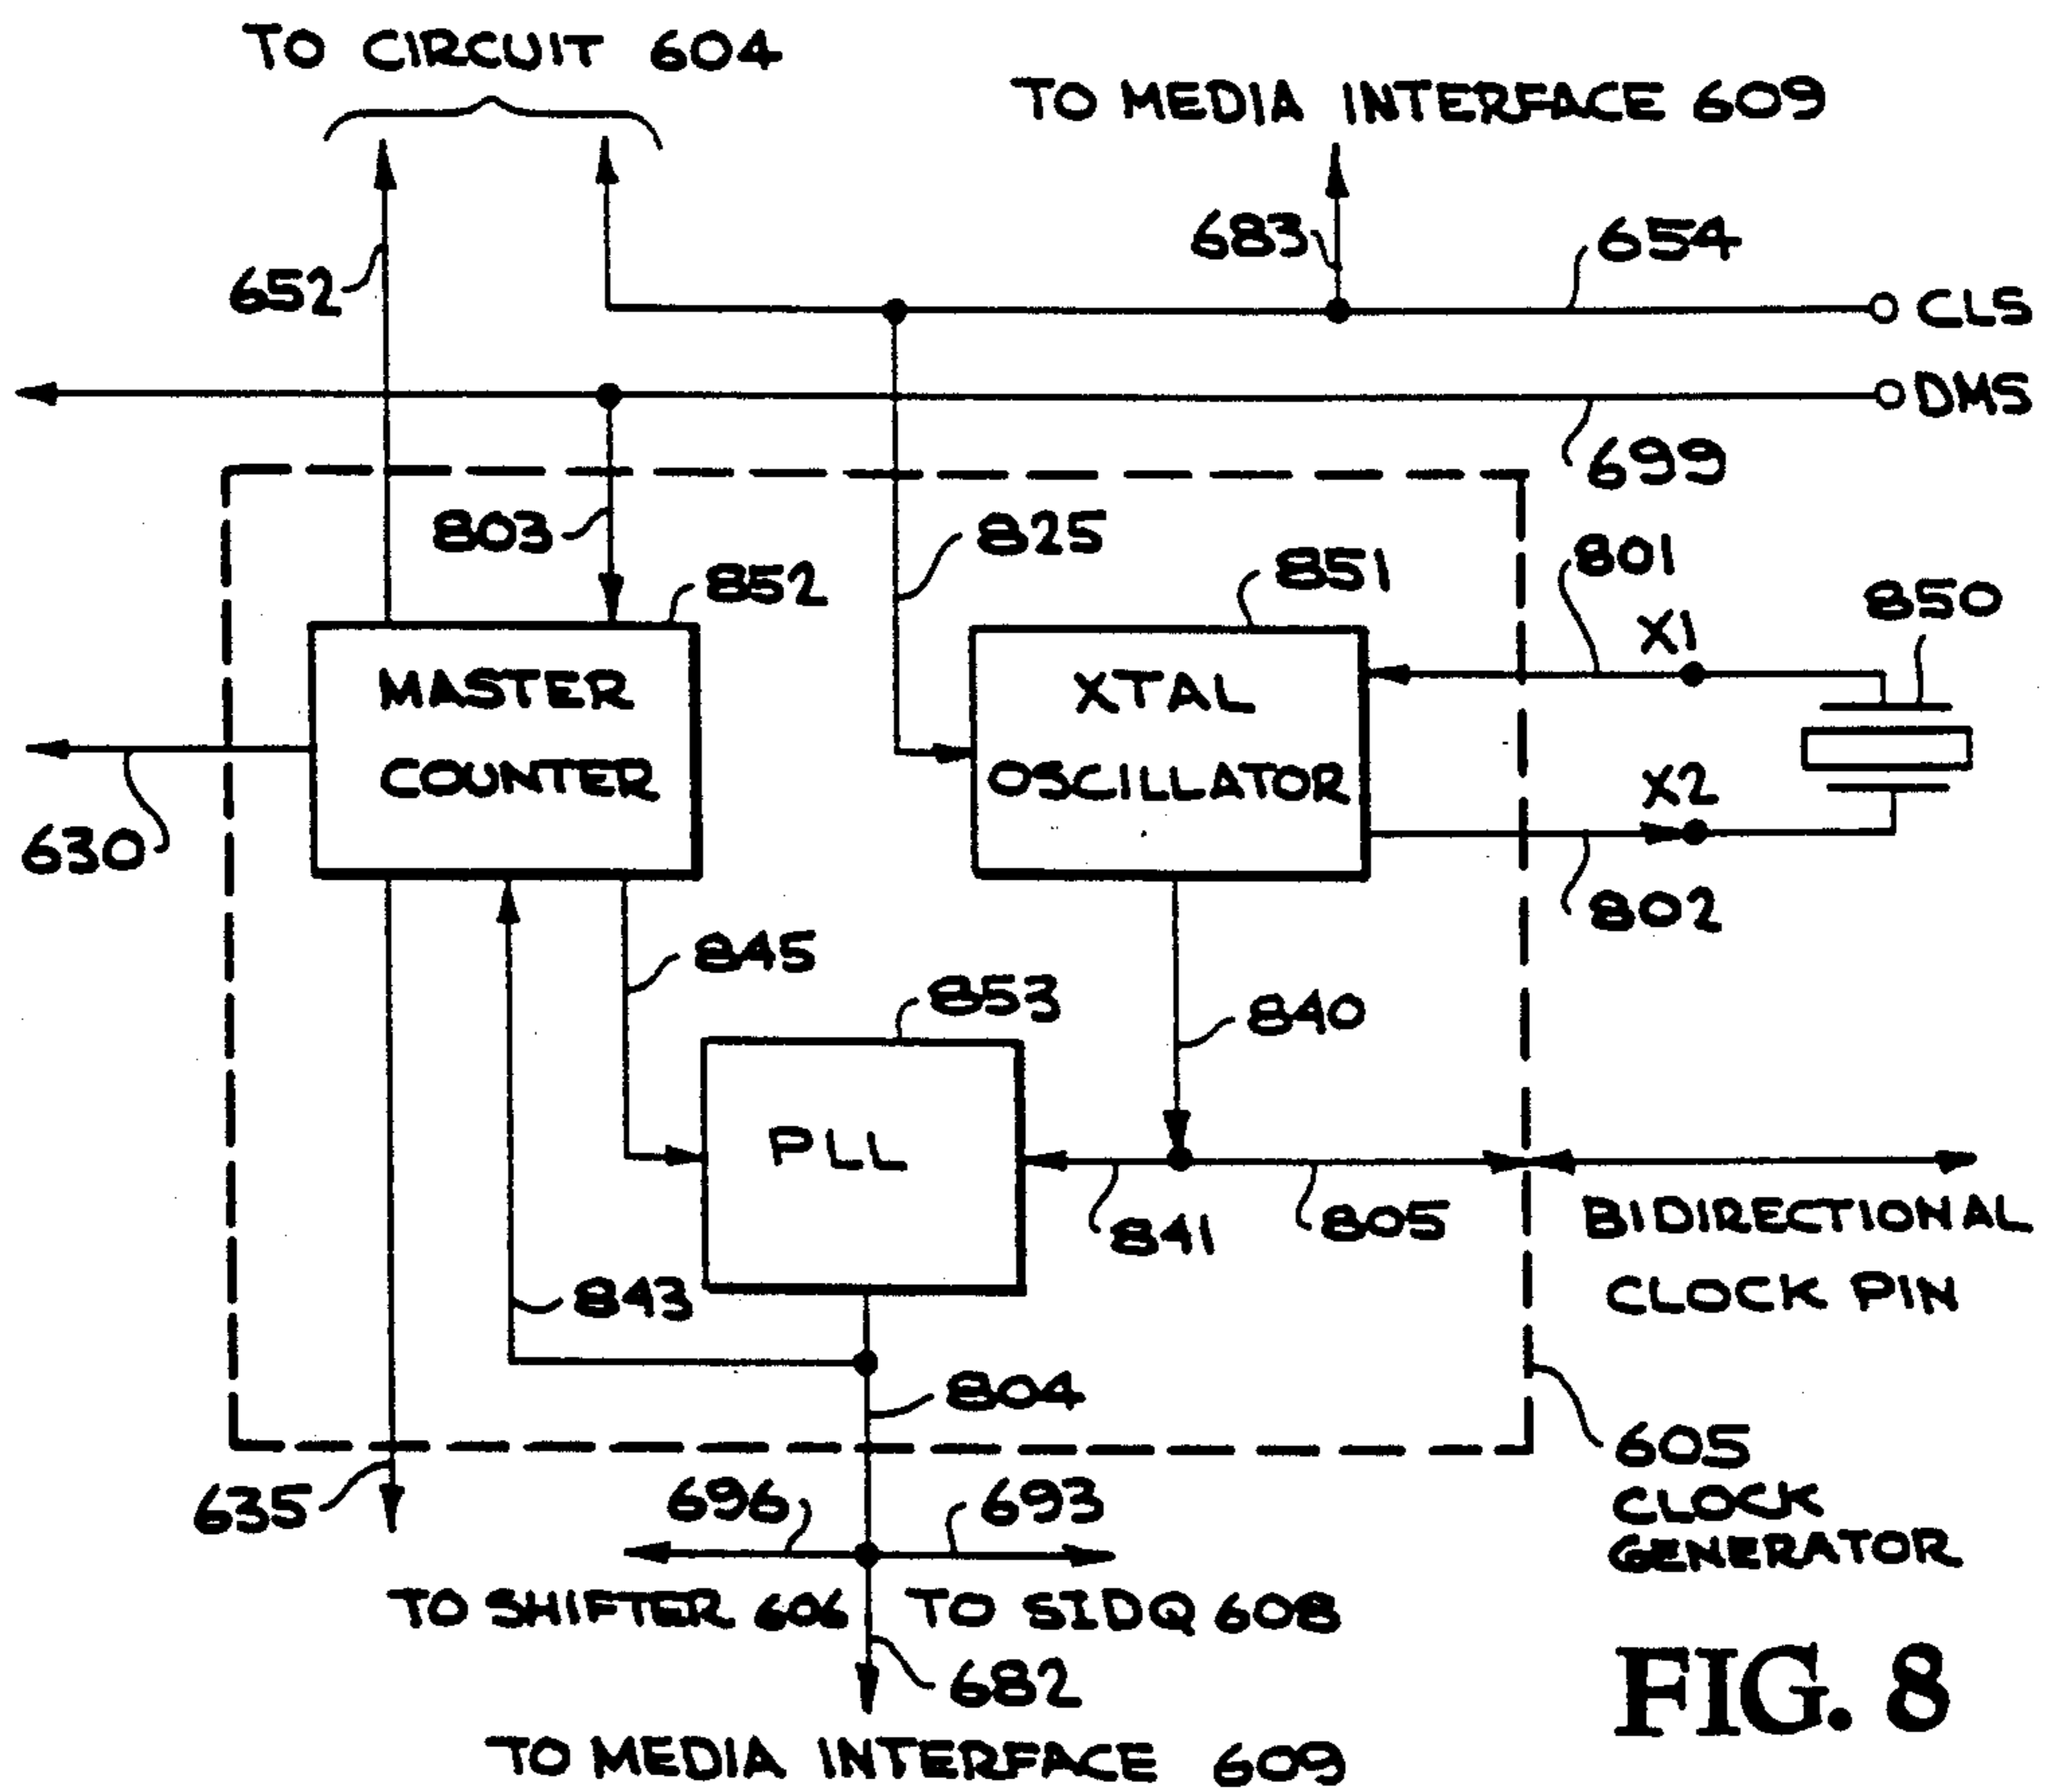 TO CIRCUIT 604
TO MEDIA INTERFACE 609
683
654
652
CLS
DMS
699
803
825
801
852
851
850
X1
MASTER
COUNTER
XTAL
OSCILLATOR
X2
630
802
845
853
840
PLL
841
805
BIDIRECTIONAL
CLOCK PIN
843
804
605
CLOCK
GENERATOR
635
696
693
TO SHIFTER 606
TO SIDQ 608
682
TO MEDIA INTERFACE 609
FIG. 8